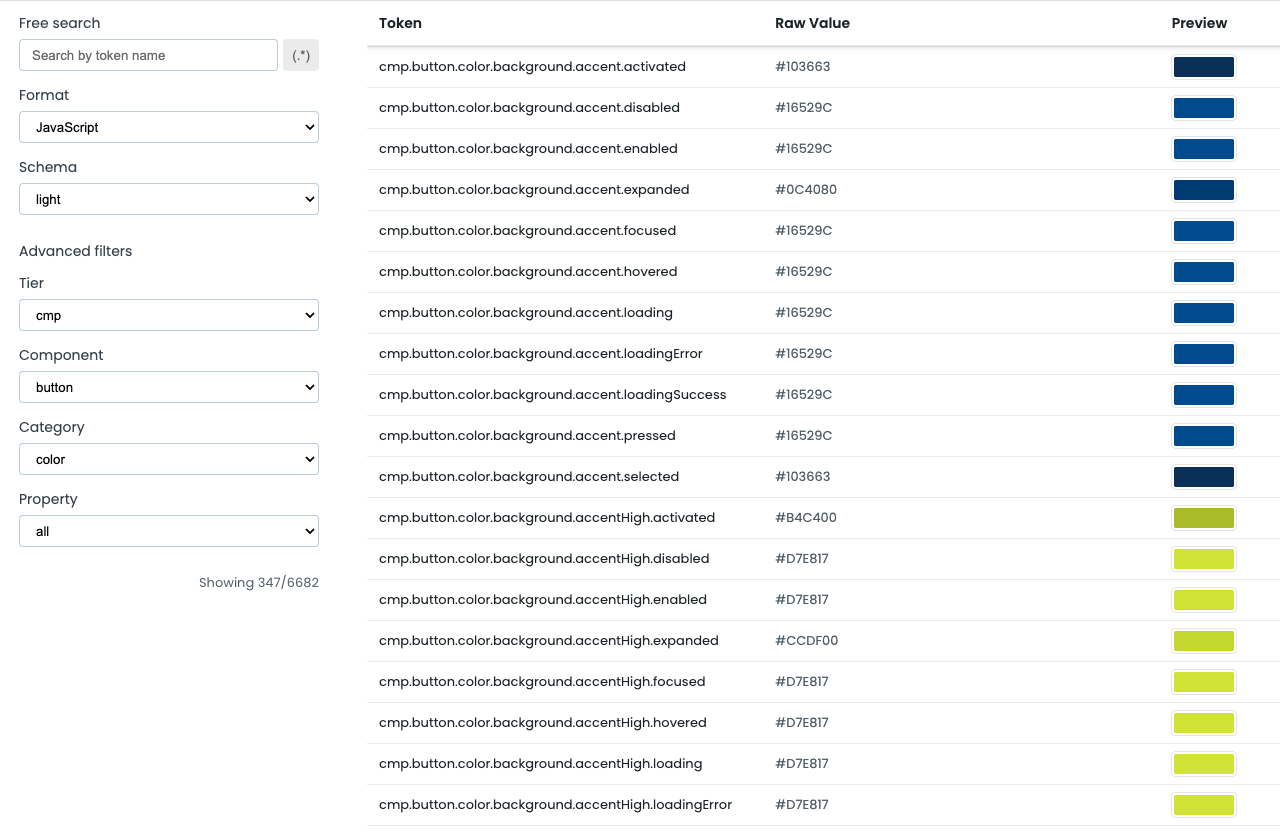 Free search
Search by token name
(.*)
Format
JavaScript
Schema
light
Advanced filters
Tier
cmp
Component
button
Category
color
Property
all
Showing 347/6682
Token Raw Value Preview
cmp.button.color.background.accent.activated #103663
cmp.button.color.background.accent.disabled #16529C
cmp.button.color.background.accent.enabled #16529C
cmp.button.color.background.accent.expanded #0C4080
cmp.button.color.background.accent.focused #16529C
cmp.button.color.background.accent.hovered #16529C
cmp.button.color.background.accent.loading #16529C
cmp.button.color.background.accent.loadingError #16529C
cmp.button.color.background.accent.loadingSuccess #16529C
cmp.button.color.background.accent.pressed #16529C
cmp.button.color.background.accent.selected #103663
cmp.button.color.background.accentHigh.activated #B4C400
cmp.button.color.background.accentHigh.disabled #D7E817
cmp.button.color.background.accentHigh.enabled #D7E817
cmp.button.color.background.accentHigh.expanded #CCDF00
cmp.button.color.background.accentHigh.focused #D7E817
cmp.button.color.background.accentHigh.hovered #D7E817
cmp.button.color.background.accentHigh.loading #D7E817
cmp.button.color.background.accentHigh.loadingError #D7E817